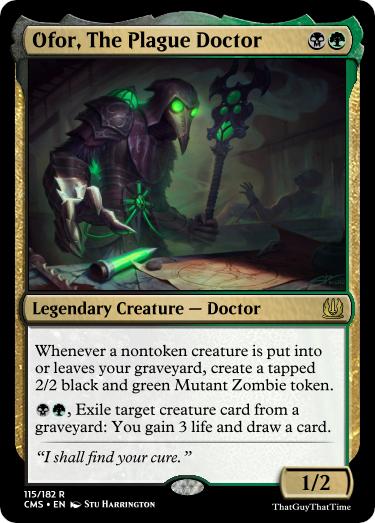 Ofor, The Plague Doctor
Legendary Creature — Doctor
Whenever a nontoken creature is put into
or leaves your graveyard, create a tapped
2/2 black and green Mutant Zombie token.
, Exile target creature card from a
graveyard: You gain 3 life and draw a card.
“I shall find your cure.”
1/2
115/182 R
CMS • EN Stu Harrington
ThatGuyThatTime